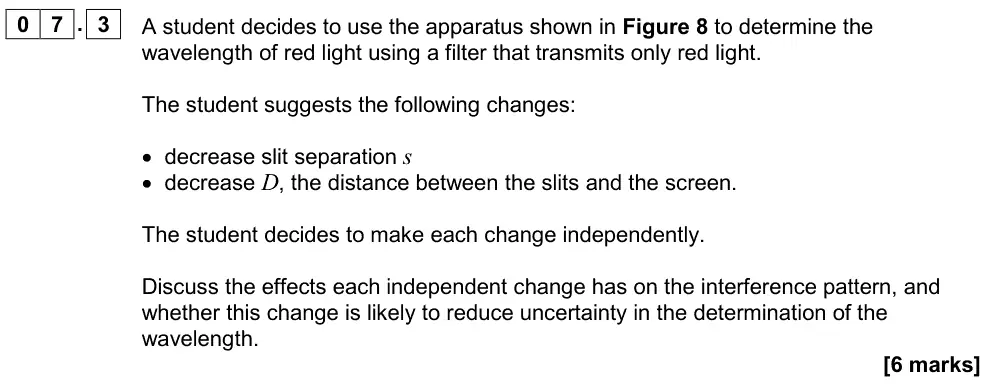 0 7 . 3 A student decides to use the apparatus shown in Figure 8 to determine the
wavelength of red light using a filter that transmits only red light.
The student suggests the following changes:
• decrease slit separation s
• decrease D, the distance between the slits and the screen.
The student decides to make each change independently.
Discuss the effects each independent change has on the interference pattern, and
whether this change is likely to reduce uncertainty in the determination of the
wavelength.
[6 marks]